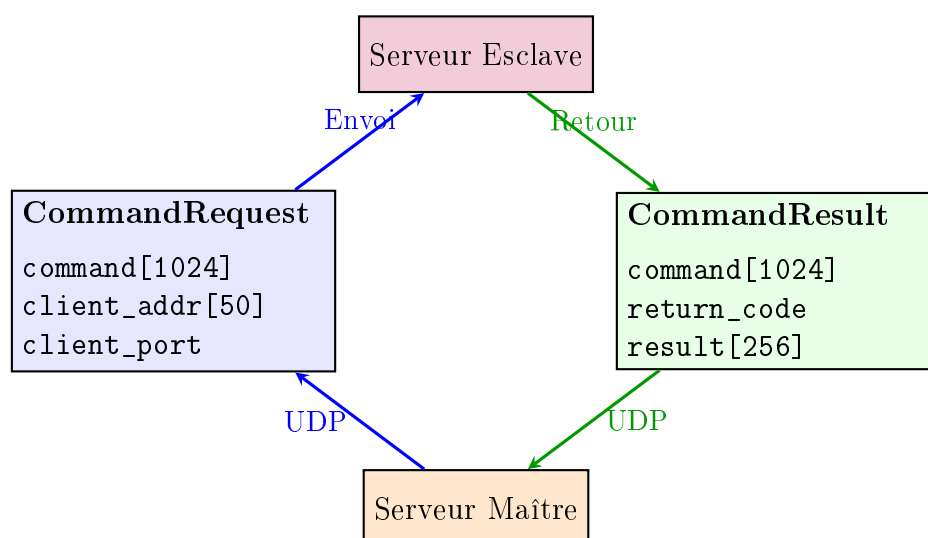 Serveur Esclave
Envoi
Retour
CommandRequest
command[1024]
client_addr[50]
client_port
CommandResult
command[1024]
return_code
result[256]
UDP
UDP
Serveur Maître